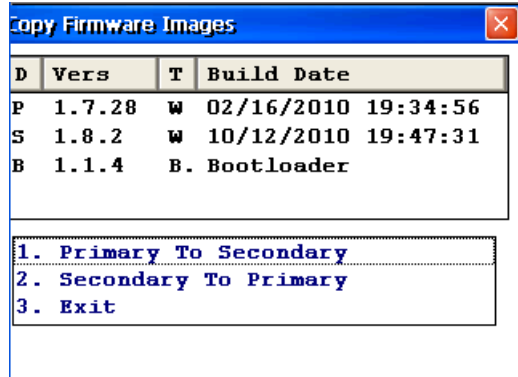 Copy Firmware Images
D Vers T Build Date
P 1.7.28 W 02/16/2010 19:34:56
S 1.8.2 W 10/12/2010 19:47:31
B 1.1.4 B. Bootloader
1. Primary To Secondary
2. Secondary To Primary
3. Exit